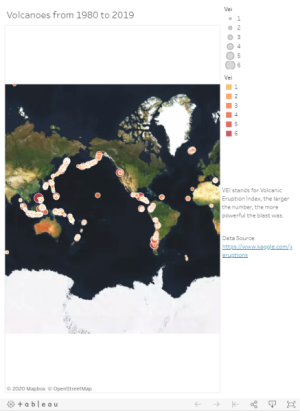 Volcanoes from 1980 to 2019
Vei
1
2
3
4
5
6
Vei
1
2
3
4
5
6
VEI stands for Volcanic
Eruption Index, the larger
the number, the more
powerful the blast was.
Data Source:
https://www.kaggle.com/x
eruptions
© 2020 Mapbox © OpenStreetMap
+ a b l e a u